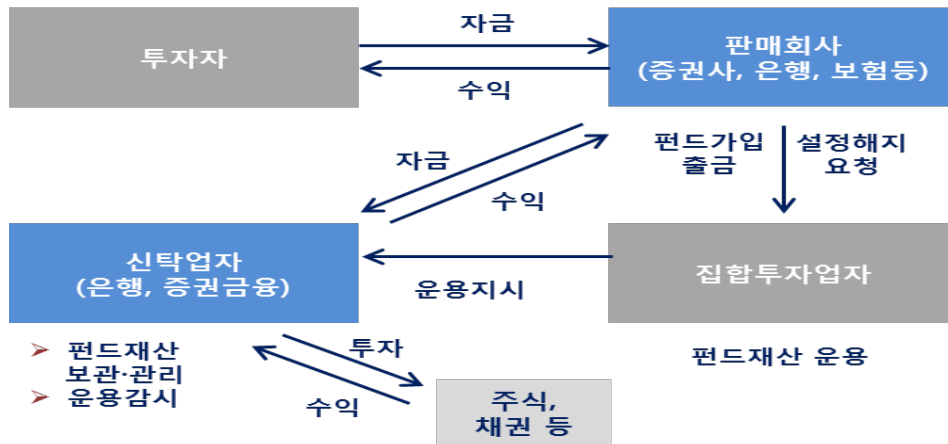 자금
투자자
판매회사
(증권사, 은행, 보험등)
수익
자금
수익
펀드가입
출금
설정해지
요청
신탁업자
(은행, 증권금융)
운용지시
집합투자업자
➢ 펀드재산
보관·관리
➢ 운용감시
투자
수익
주식,
채권 등
펀드재산 운용